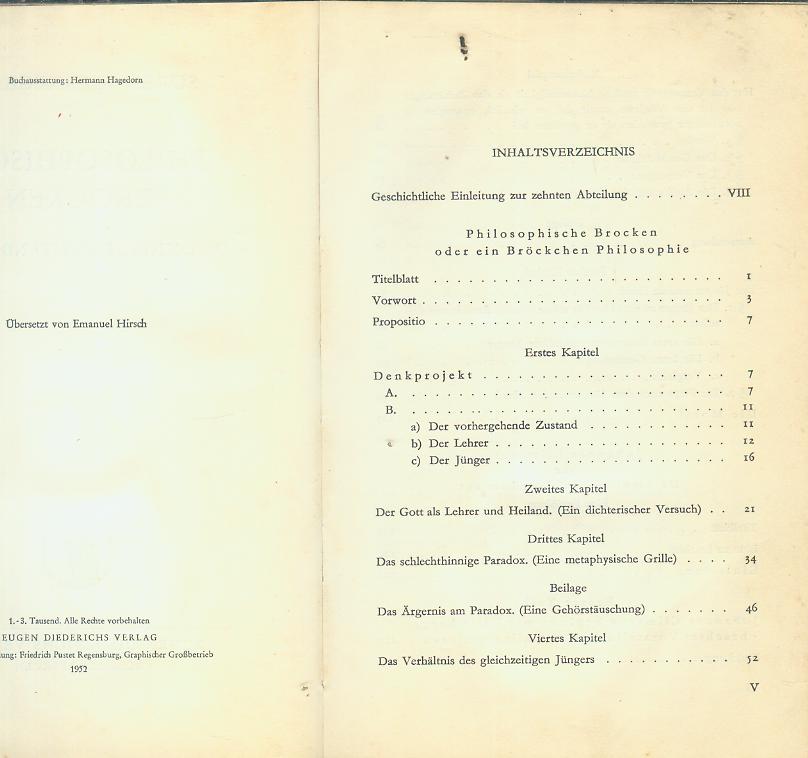 Buchausstattung: Hermann Hagedorn
Übersetzt von Emanuel Hirsch
1.-3. Tausend. Alle Rechte vorbehalten
EUGEN DIEDERICHS VERLAG
Friedrich Pustet Regensburg, Graphischer Großbetrieb
1952
INHALTSVERZEICHNIS
Geschichtliche Einleitung zur zehnten Abteilung . . . . . . . . VIII
Philosophische Brocken
oder ein Bröckchen Philosophie
Titelblatt . . . . . . . . . . . . . . . . . . . . . . . . . 1
Vorwort . . . . . . . . . . . . . . . . . . . . . . . . . . 3
Propositio . . . . . . . . . . . . . . . . . . . . . . . . . 7
Erstes Kapitel
Denkprojekt . . . . . . . . . . . . . . . . . . . . . 7
A. . . . . . . . . . . . . . . . . . . . . . . . . . . . 7
B. . . . . . . . . . . . . . . . . . . . . . . . . . . . 11
a) Der vorhergehende Zustand . . . . . . . . . . . . 11
b) Der Lehrer . . . . . . . . . . . . . . . . . . . . 12
c) Der Jünger . . . . . . . . . . . . . . . . . . . . 16
Zweites Kapitel
Der Gott als Lehrer und Heiland. (Ein dichterischer Versuch) . . 21
Drittes Kapitel
Das schlechthinnige Paradox. (Eine metaphysische Grille) . . . . 34
Beilage
Das Ärgernis am Paradox. (Eine Gehörstäuschung) . . . . . . . 46
Viertes Kapitel
Das Verhältnis des gleichzeitigen Jüngers . . . . . . . . . . . 52
V